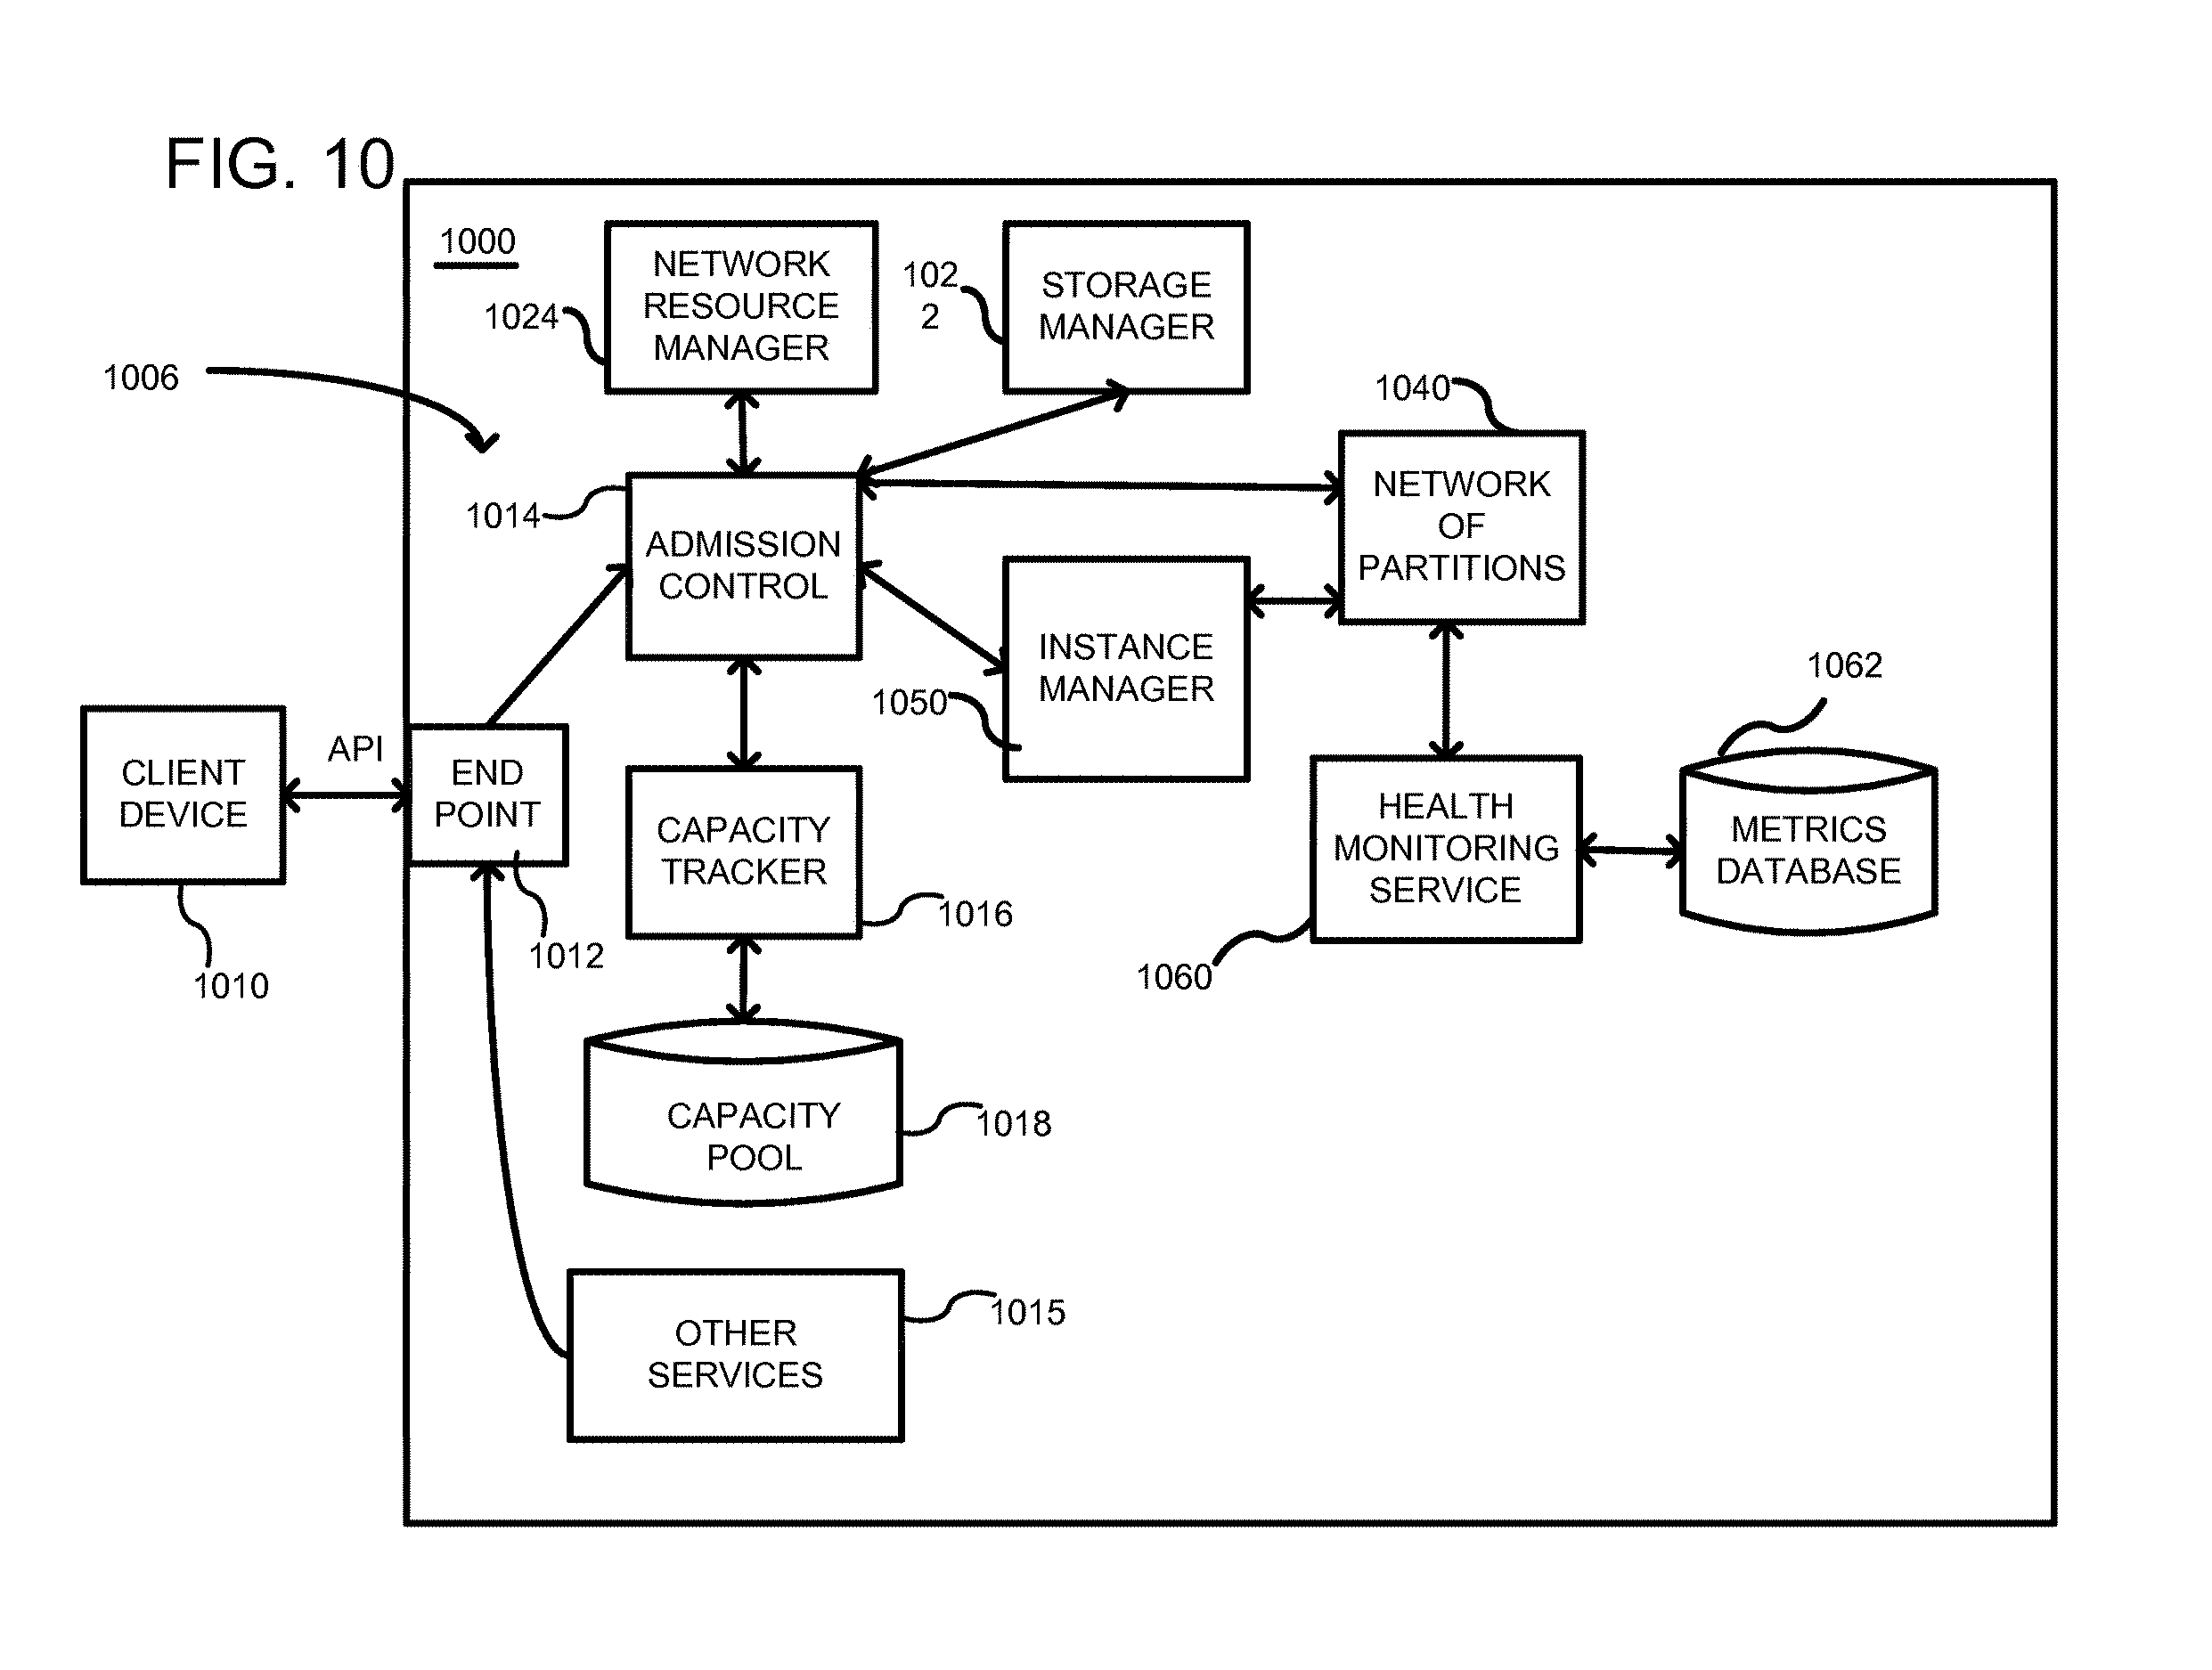 FIG. 10
1000
NETWORK
RESOURCE
MANAGER
1024
102
2
STORAGE
MANAGER
1006
1040
NETWORK
OF
PARTITIONS
1014
ADMISSION
CONTROL
INSTANCE
MANAGER
1050
1062
CLIENT
DEVICE
API
END
POINT
CAPACITY
TRACKER
HEALTH
MONITORING
SERVICE
METRICS
DATABASE
1016
1012
1010
1060
CAPACITY
POOL
1018
OTHER
SERVICES
1015